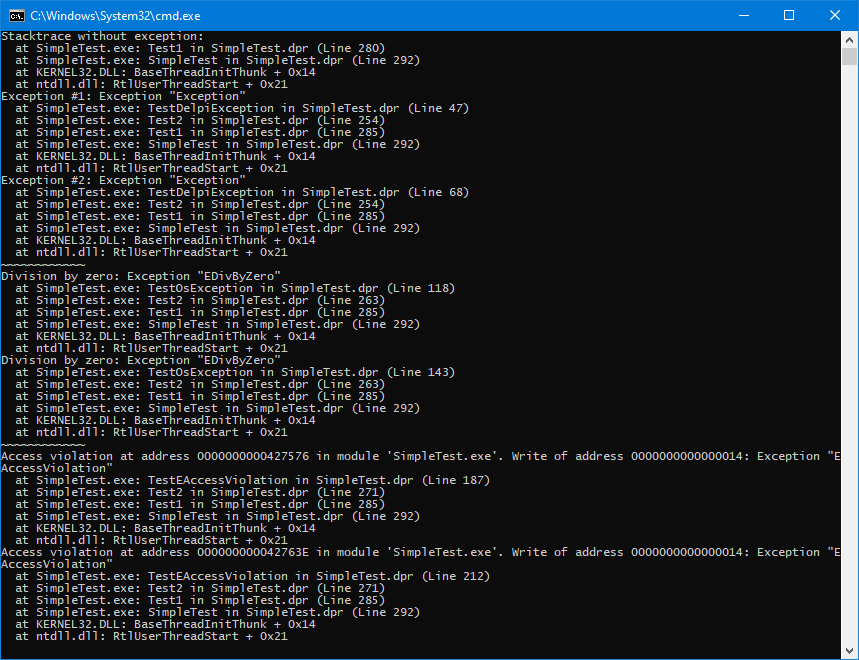 C:\Windows\System32\cmd.exe
Stacktrace without exception:
  at SimpleTest.exe: Test1 in SimpleTest.dpr (Line 280)
  at SimpleTest.exe: SimpleTest in SimpleTest.dpr (Line 292)
  at KERNEL32.DLL: BaseThreadInitThunk + 0x14
  at ntdll.dll: RtlUserThreadStart + 0x21
Exception #1: Exception "Exception"
  at SimpleTest.exe: TestDelpiException in SimpleTest.dpr (Line 47)
  at SimpleTest.exe: Test2 in SimpleTest.dpr (Line 254)
  at SimpleTest.exe: Test1 in SimpleTest.dpr (Line 285)
  at SimpleTest.exe: SimpleTest in SimpleTest.dpr (Line 292)
  at KERNEL32.DLL: BaseThreadInitThunk + 0x14
  at ntdll.dll: RtlUserThreadStart + 0x21
Exception #2: Exception "Exception"
  at SimpleTest.exe: TestDelpiException in SimpleTest.dpr (Line 68)
  at SimpleTest.exe: Test2 in SimpleTest.dpr (Line 254)
  at SimpleTest.exe: Test1 in SimpleTest.dpr (Line 285)
  at SimpleTest.exe: SimpleTest in SimpleTest.dpr (Line 292)
  at KERNEL32.DLL: BaseThreadInitThunk + 0x14
  at ntdll.dll: RtlUserThreadStart + 0x21
~~~~~~~~~~~~
Division by zero: Exception "EDivByZero"
  at SimpleTest.exe: TestOsException in SimpleTest.dpr (Line 118)
  at SimpleTest.exe: Test2 in SimpleTest.dpr (Line 263)
  at SimpleTest.exe: Test1 in SimpleTest.dpr (Line 285)
  at SimpleTest.exe: SimpleTest in SimpleTest.dpr (Line 292)
  at KERNEL32.DLL: BaseThreadInitThunk + 0x14
  at ntdll.dll: RtlUserThreadStart + 0x21
Division by zero: Exception "EDivByZero"
  at SimpleTest.exe: TestOsException in SimpleTest.dpr (Line 143)
  at SimpleTest.exe: Test2 in SimpleTest.dpr (Line 263)
  at SimpleTest.exe: Test1 in SimpleTest.dpr (Line 285)
  at SimpleTest.exe: SimpleTest in SimpleTest.dpr (Line 292)
  at KERNEL32.DLL: BaseThreadInitThunk + 0x14
  at ntdll.dll: RtlUserThreadStart + 0x21
~~~~~~~~~~~~
Access violation at address 0000000000427576 in module 'SimpleTest.exe'. Write of address 0000000000000014: Exception "E
AccessViolation"
  at SimpleTest.exe: TestEAccessViolation in SimpleTest.dpr (Line 187)
  at SimpleTest.exe: Test2 in SimpleTest.dpr (Line 271)
  at SimpleTest.exe: Test1 in SimpleTest.dpr (Line 285)
  at SimpleTest.exe: SimpleTest in SimpleTest.dpr (Line 292)
  at KERNEL32.DLL: BaseThreadInitThunk + 0x14
  at ntdll.dll: RtlUserThreadStart + 0x21
Access violation at address 000000000042763E in module 'SimpleTest.exe'. Write of address 0000000000000014: Exception "E
AccessViolation"
  at SimpleTest.exe: TestEAccessViolation in SimpleTest.dpr (Line 212)
  at SimpleTest.exe: Test2 in SimpleTest.dpr (Line 271)
  at SimpleTest.exe: Test1 in SimpleTest.dpr (Line 285)
  at SimpleTest.exe: SimpleTest in SimpleTest.dpr (Line 292)
  at KERNEL32.DLL: BaseThreadInitThunk + 0x14
  at ntdll.dll: RtlUserThreadStart + 0x21